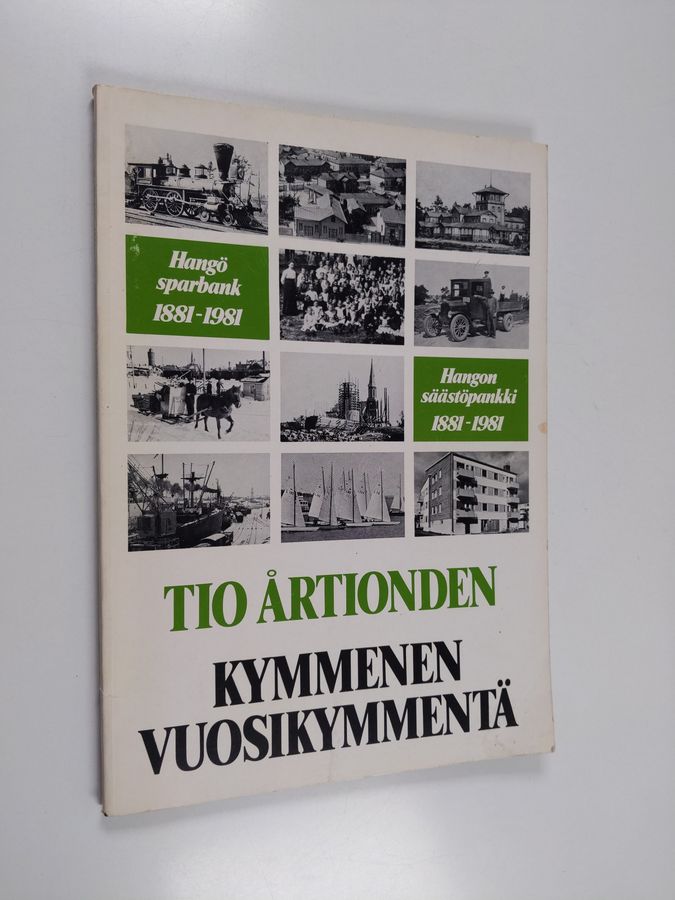 Hangö
sparbank
1881-1981
Hangon
säästöpankki
1881-1981
TIO ÅRTIONDEN
KYMMENEN
VUOSIKYMMENTÄ